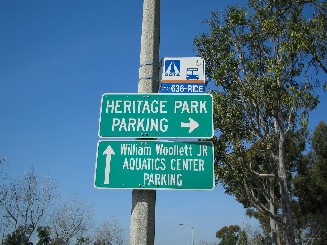 636-RIDE
HERITAGE PARK
PARKING
William Woollett JR
AQUATICS CENTER
PARKING